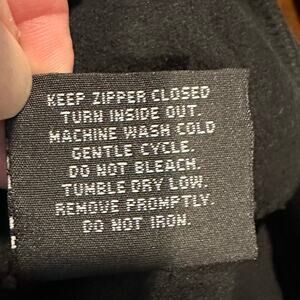 KEEP ZIPPER CLOSED
TURN INSIDE OUT.
MACHINE WASH COLD
GENTLE CYCLE.
DO NOT BLEACH.
TUMBLE DRY LOW.
REMOVE PROMPTLY.
DO NOT IRON.